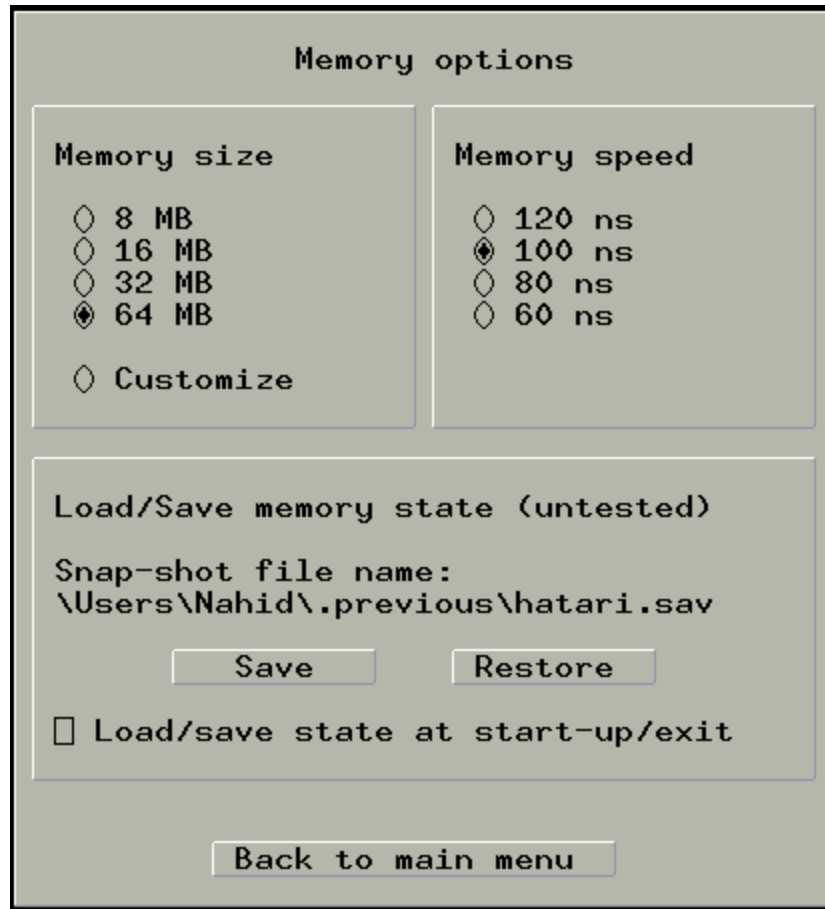 Memory options
Memory size
8 MB
16 MB
32 MB
64 MB
Customize
Memory speed
120 ns
100 ns
80 ns
60 ns
Load/Save memory state (untested)
Snap-shot file name:
\Users\Nahid\.previous\hatari.sav
Save
Restore
Load/save state at start-up/exit
Back to main menu